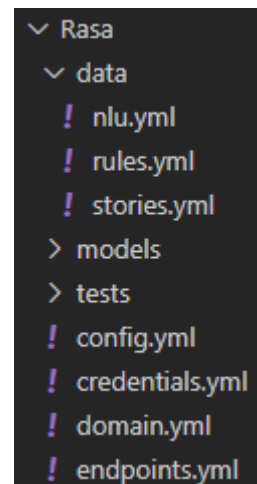 Rasa
data
! nlu.yml
! rules.yml
! stories.yml
models
tests
! config.yml
! credentials.yml
! domain.yml
! endpoints.yml